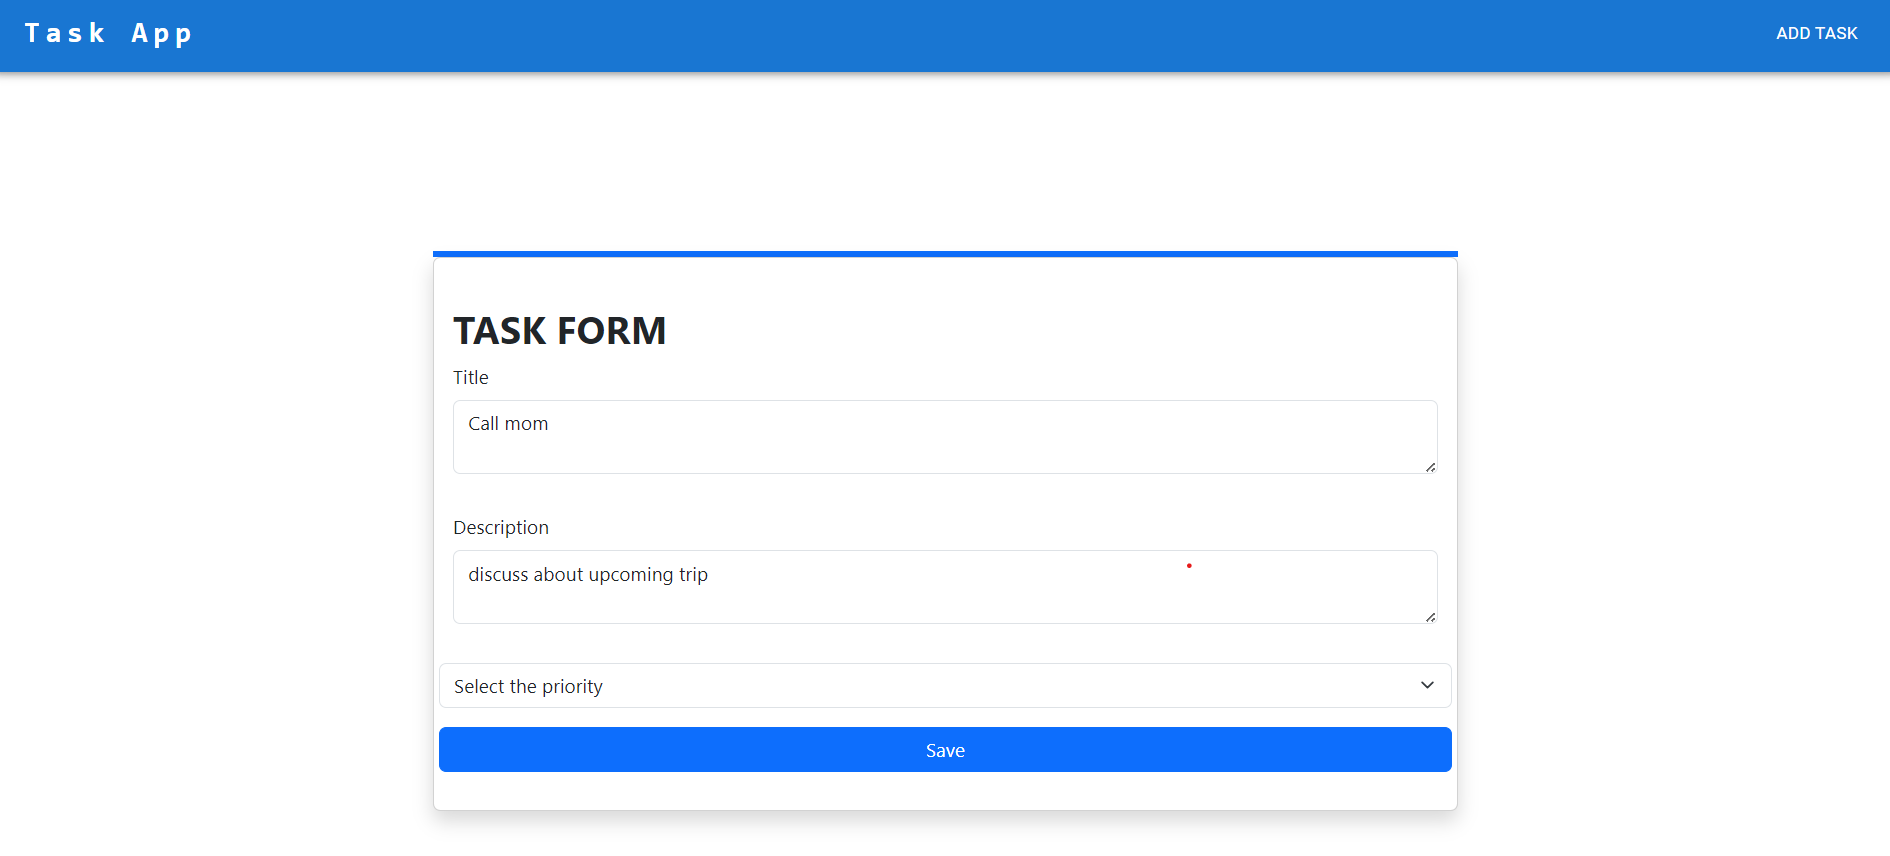 Task App
ADD TASK
TASK FORM
Title
Call mom
Description
discuss about upcoming trip
Select the priority
Save